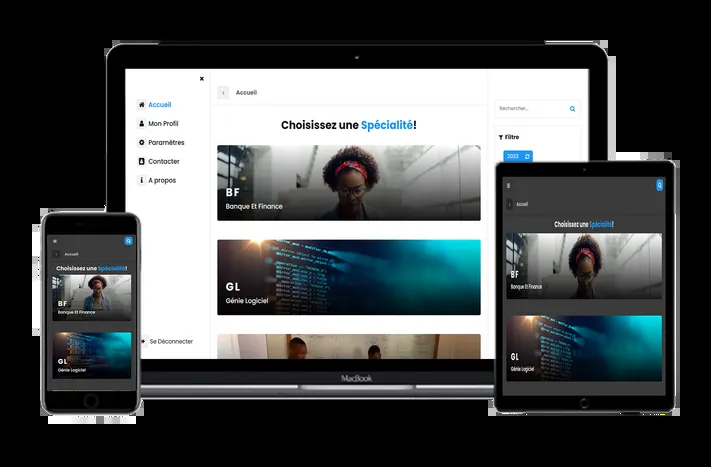 Accueil
Mon Profil
Paramètres
Contacter
A propos
Se Déconnecter
Accueil
Choisissez une Spécialité!
BF
Banque Et Finance
GL
Génie Logiciel
Rechercher...
Filtre
2023
MacBook
Accueil
Choisissez une Spécialité!
BF
Banque Et Finance
GL
Génie Logiciel
Accueil
Choisissez une Spécialité!
BF
Banque Et Finance
GL
Génie Logiciel